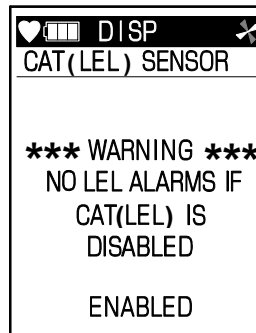 DISP
CAT(LEL) SENSOR
*** WARNING ***
NO LEL ALARMS IF
CAT(LEL) IS
DISABLED
ENABLED